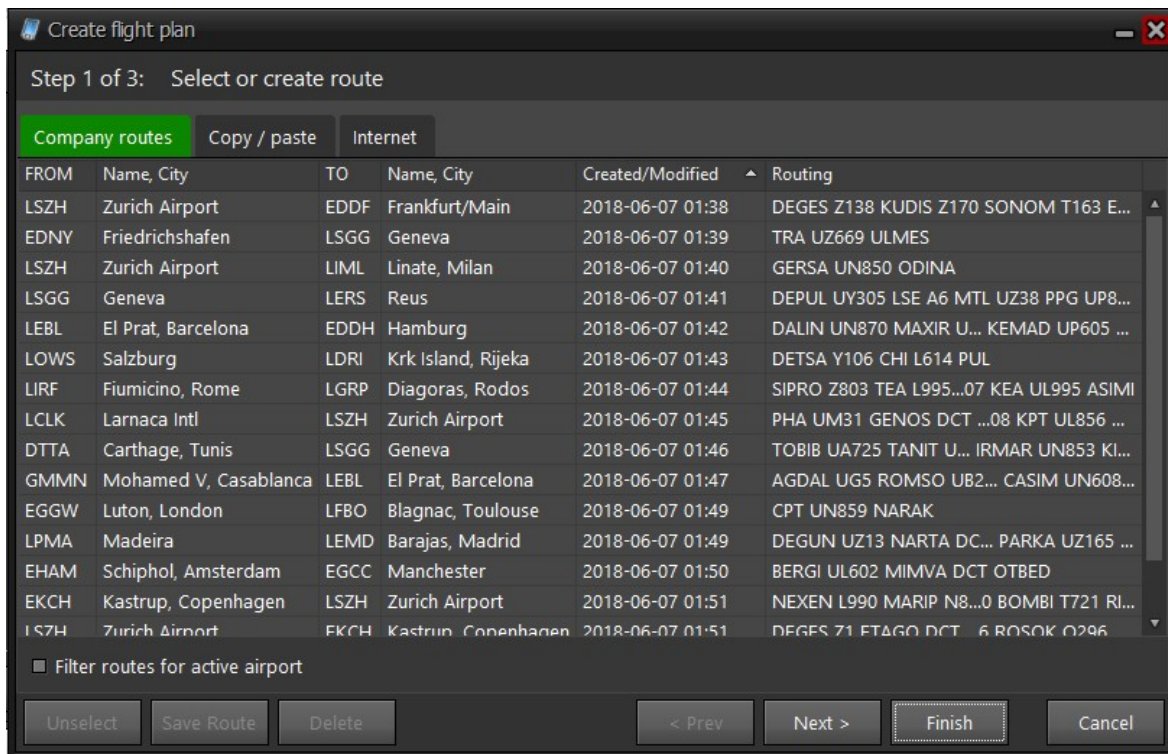 Create flight plan
Step 1 of 3: Select or create route
Company routes Copy / paste Internet
FROM Name, City TO Name, City Created/Modified Routing
LSZH Zurich Airport EDDF Frankfurt/Main 2018-06-07 01:38 DEGES Z138 KUDIS Z170 SONOM T163 E...
EDNY Friedrichshafen LSGG Geneva 2018-06-07 01:39 TRA UZ669 ULMES
LSZH Zurich Airport LIML Linate, Milan 2018-06-07 01:40 GERSA UN850 ODINA
LSGG Geneva LERS Reus 2018-06-07 01:41 DEPUL UY305 LSE A6 MTL UZ38 PPG UP8...
LEBL El Prat, Barcelona EDDH Hamburg 2018-06-07 01:42 DALIN UN870 MAXIR U... KEMAD UP605 ...
LOWS Salzburg LDRI Krk Island, Rijeka 2018-06-07 01:43 DETSA Y106 CHI L614 PUL
LIRF Fiumicino, Rome LGRP Diagoras, Rodos 2018-06-07 01:44 SIPRO Z803 TEA L995...07 KEA UL995 ASIMI
LCLK Larnaca Intl LSZH Zurich Airport 2018-06-07 01:45 PHA UM31 GENOS DCT ...08 KPT UL856 ...
DTTA Carthage, Tunis LSGG Geneva 2018-06-07 01:46 TOBIB UA725 TANIT U... IRMAR UN853 KI...
GMMN Mohamed V, Casablanca LEBL El Prat, Barcelona 2018-06-07 01:47 AGDAL UG5 ROMSO UB2... CASIM UN608...
EGGW Luton, London LFBO Blagnac, Toulouse 2018-06-07 01:49 CPT UN859 NARAK
LPMA Madeira LEMD Barajas, Madrid 2018-06-07 01:49 DEGUN UZ13 NARTA DC... PARKA UZ165 ...
EHAM Schiphol, Amsterdam EGCC Manchester 2018-06-07 01:50 BERGI UL602 MIMVA DCT OTBED
EKCH Kastrup, Copenhagen LSZH Zurich Airport 2018-06-07 01:51 NEXEN L990 MARIP N8...0 BOMBI T721 RI...
LSZH Zurich Airport EKCH Kastrup, Copenhagen 2018-06-07 01:51 DEGES Z1 ETAGO DCT ...6 ROSOK Q296
Filter routes for active airport
Unselect Save Route Delete < Prev Next > Finish Cancel